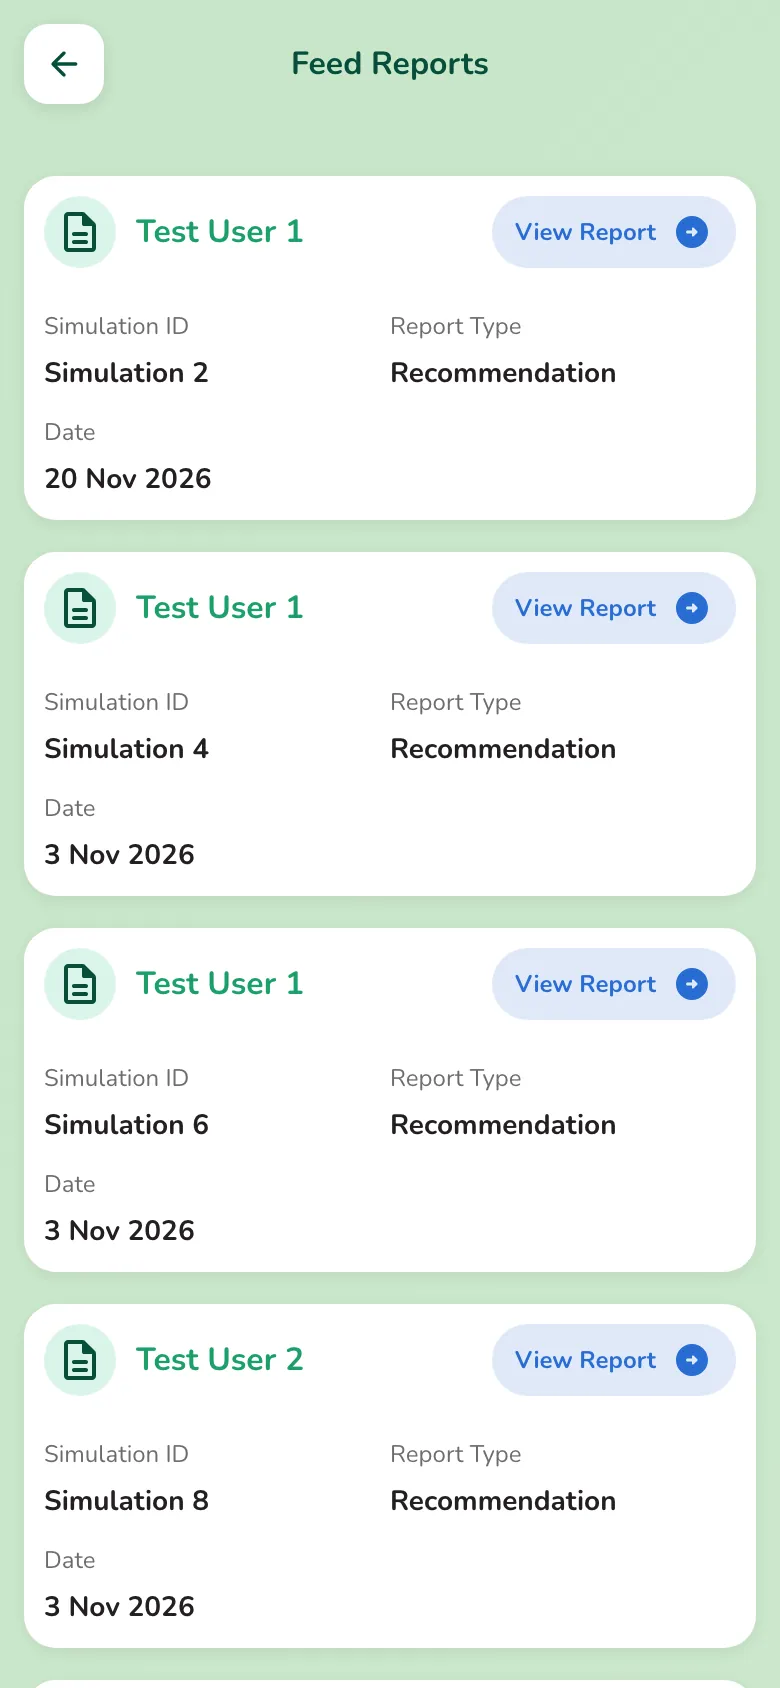 Feed Reports
Test User 1
View Report
Simulation ID
Report Type
Simulation 2
Recommendation
Date
20 Nov 2026
Test User 1
View Report
Simulation ID
Report Type
Simulation 4
Recommendation
Date
3 Nov 2026
Test User 1
View Report
Simulation ID
Report Type
Simulation 6
Recommendation
Date
3 Nov 2026
Test User 2
View Report
Simulation ID
Report Type
Simulation 8
Recommendation
Date
3 Nov 2026